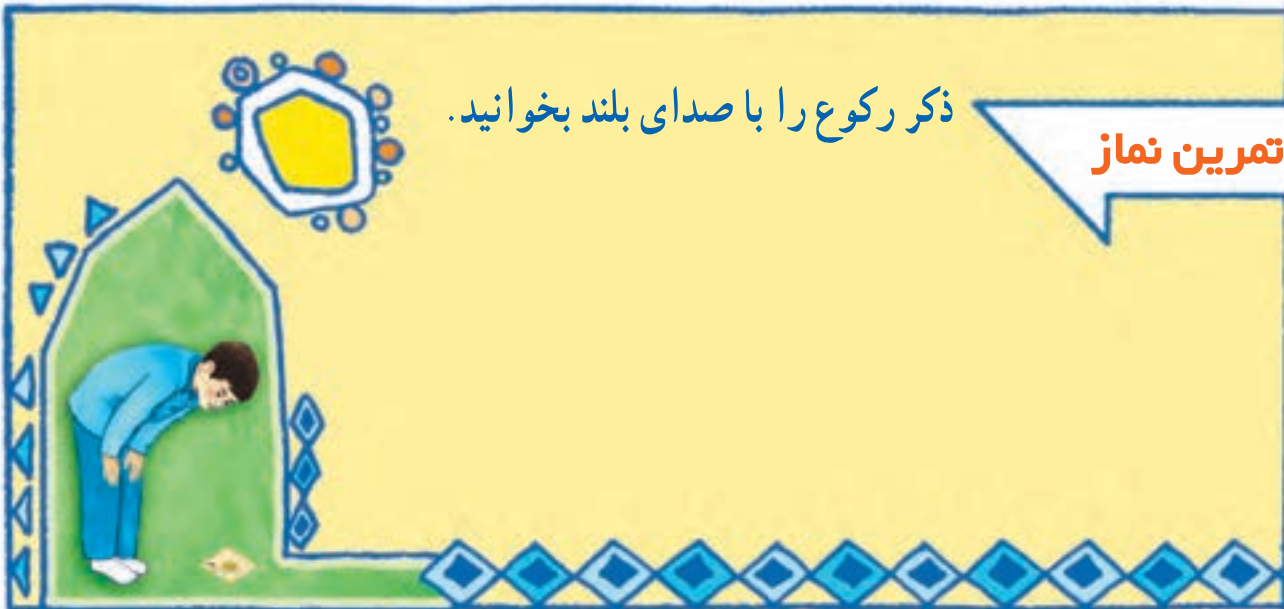 تمرین نماز
ذکر رکوع را با صدای بلند بخوانید.